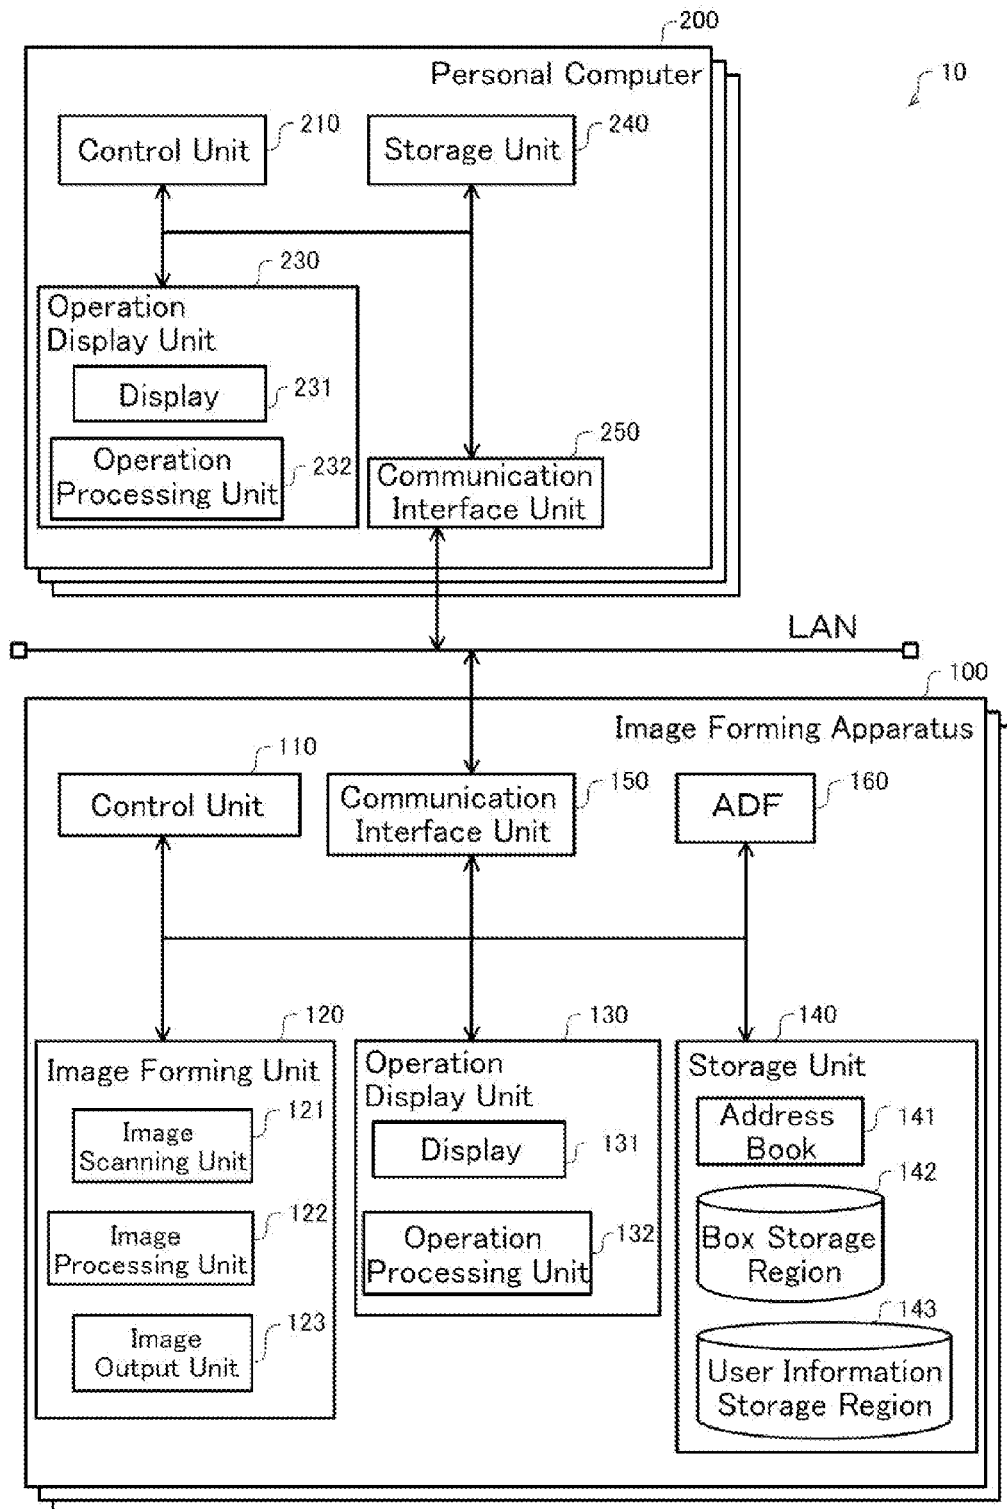 200
Personal Computer
10
Control Unit
210
Storage Unit
240
230
Operation
Display Unit
Display
231
Operation
Processing Unit
232
250
Communication
Interface Unit
LAN
100
Image Forming Apparatus
110
Control Unit
Communication
Interface Unit
150
ADF
160
120
Image Forming Unit
Image
Scanning Unit
121
Image
Processing Unit
122
Image
Output Unit
123
130
Operation
Display Unit
Display
131
Operation
Processing Unit
132
140
Storage Unit
Address
Book
141
142
Box Storage
Region
143
User Information
Storage Region